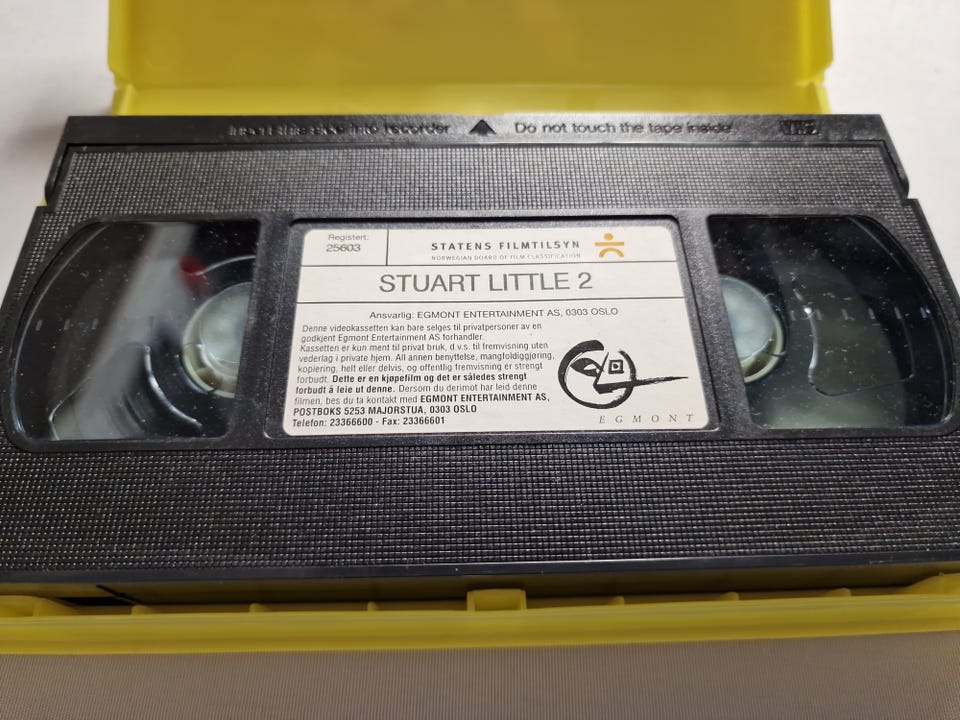 Insert this side into recorder ▲ Do not touch the tape inside VHS
Registert:
25603
STATENS FILMTILSYN
NORWEGIAN BOARD OF FILM CLASSIFICATION
STUART LITTLE 2
Ansvarlig: EGMONT ENTERTAINMENT AS, 0303 OSLO
Denne videokassetten kan bare selges til privatpersoner av en
godkjent Egmont Entertainment AS forhandler.
Kassetten er kun ment til privat bruk, d.v.s. til fremvisning uten
vederlag i private hjem. All annen benyttelse, mangfoldiggjøring,
kopiering, helt eller delvis, og offentlig fremvisning er strengt
forbudt. Dette er en kjøpefilm og det er således strengt
forbudt å leie ut denne. Dersom du derimot har leid denne
filmen, bes du ta kontakt med EGMONT ENTERTAINMENT AS,
POSTBOKS 5253 MAJORSTUA, 0303 OSLO
Telefon: 23366600 - Fax: 23366601
EGMONT